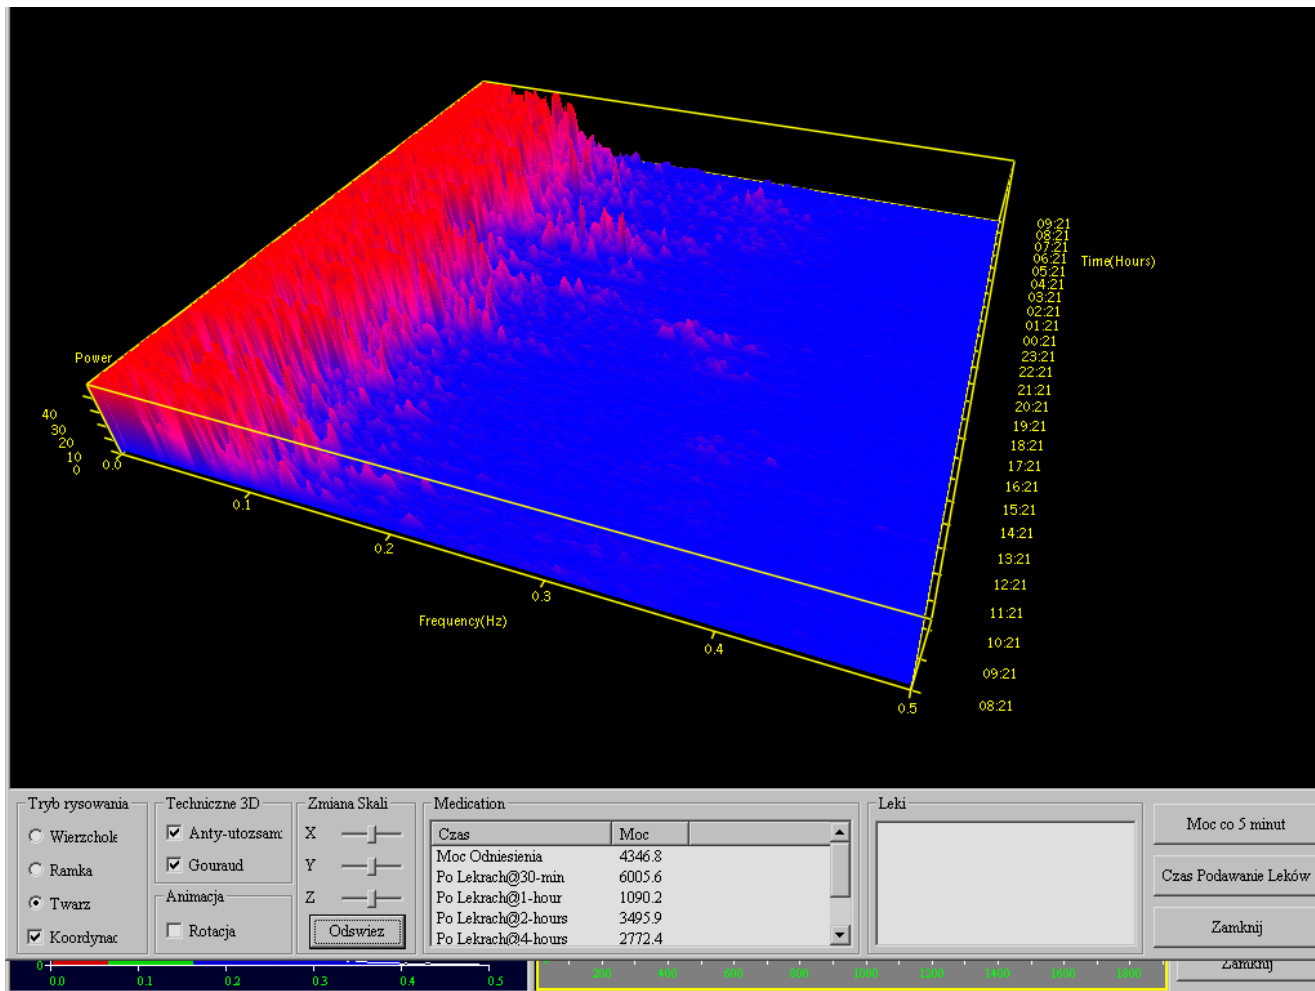 09:21
08:21
07:21
06:21
05:21
04:21
03:21
02:21
01:21
00:21
23:21
22:21
21:21
20:21
19:21
18:21
17:21
16:21
15:21
14:21
13:21
12:21
11:21
10:21
09:21
08:21
Time(Hours)
Power
40
30
20
10
0
0.0
0.1
0.2
0.3
0.4
0.5
Frequency(Hz)
Tryb rysowania
Wierzchołe
Ramka
Twarz
Koordynac
Techniczne 3D
Anty-utozsam:
Gouraud
Animacja
Rotacja
Zmiana Skali
X
Y
Z
Odswiez
Medication
Czas Moc
Moc Odniesienia 4346.8
Po Lekrach@30-min 6005.6
Po Lekrach@1-hour 1090.2
Po Lekrach@2-hours 3495.9
Po Lekrach@4-hours 2772.4
Leki
Moc co 5 minut
Czas Podawanie Leków
Zamknij
Zamknij
0
0.0 0.1 0.2 0.3 0.4 0.5
200 400 600 800 1000 1200 1400 1600 1800